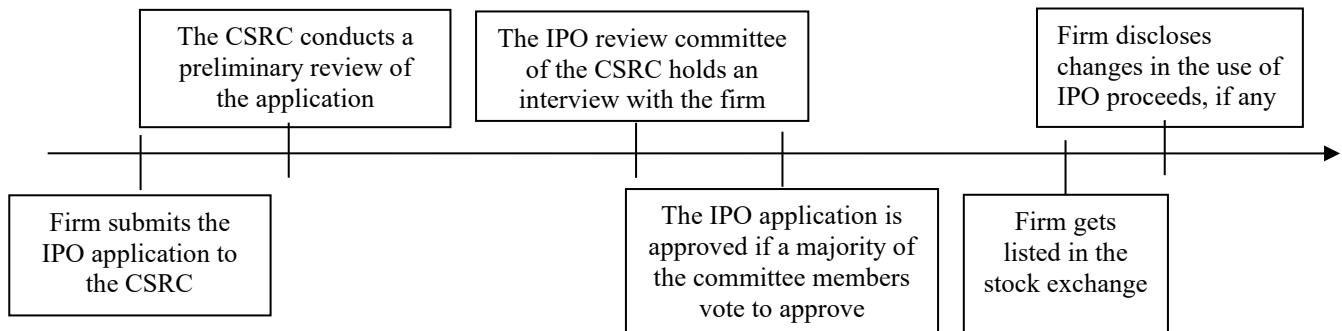 The CSRC conducts a
preliminary review of
the application
The IPO review committee
of the CSRC holds an
interview with the firm
Firm discloses
changes in the use of
IPO proceeds, if any
Firm submits the
IPO application to
the CSRC
The IPO application is
approved if a majority of
the committee members
vote to approve
Firm gets
listed in the
stock exchange